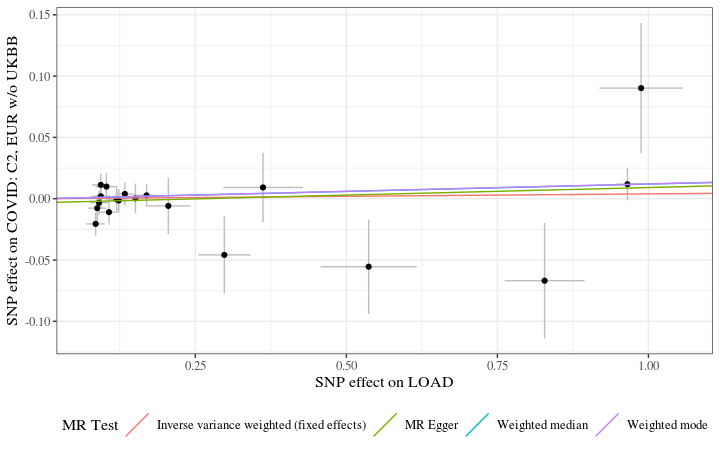 0.15
0.10
0.05
0.00
-0.05
-0.10
SNP effect on COVID: C2, EUR w/o UKBB
0.25 0.50 0.75 1.00
SNP effect on LOAD
MR Test Inverse variance weighted (fixed effects) MR Egger Weighted median Weighted mode